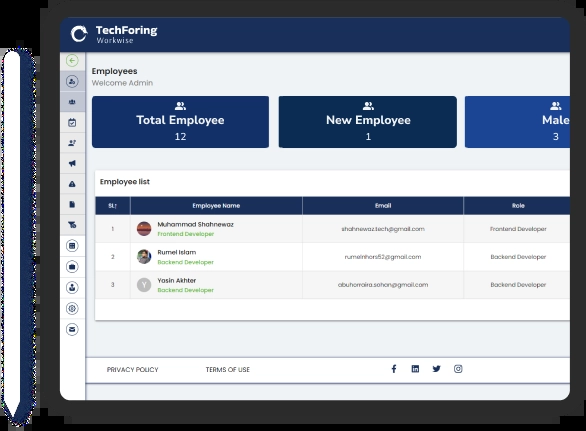 TechForing
Workwise
Employees
Welcome Admin
Total Employee
12
New Employee
1
Male
3
Employee list
SL↑ Employee Name Email Role
1 Muhammad Shahnewaz shahnewaz.tech@gmail.com Frontend Developer
Frontend Developer
2 Rumel Islam rumelnhors52@gmail.com Backend Developer
Backend Developer
3 Y Yasin Akhter abuhorraira.sohan@gmail.com Backend Developer
Backend Developer
PRIVACY POLICY TERMS OF USE